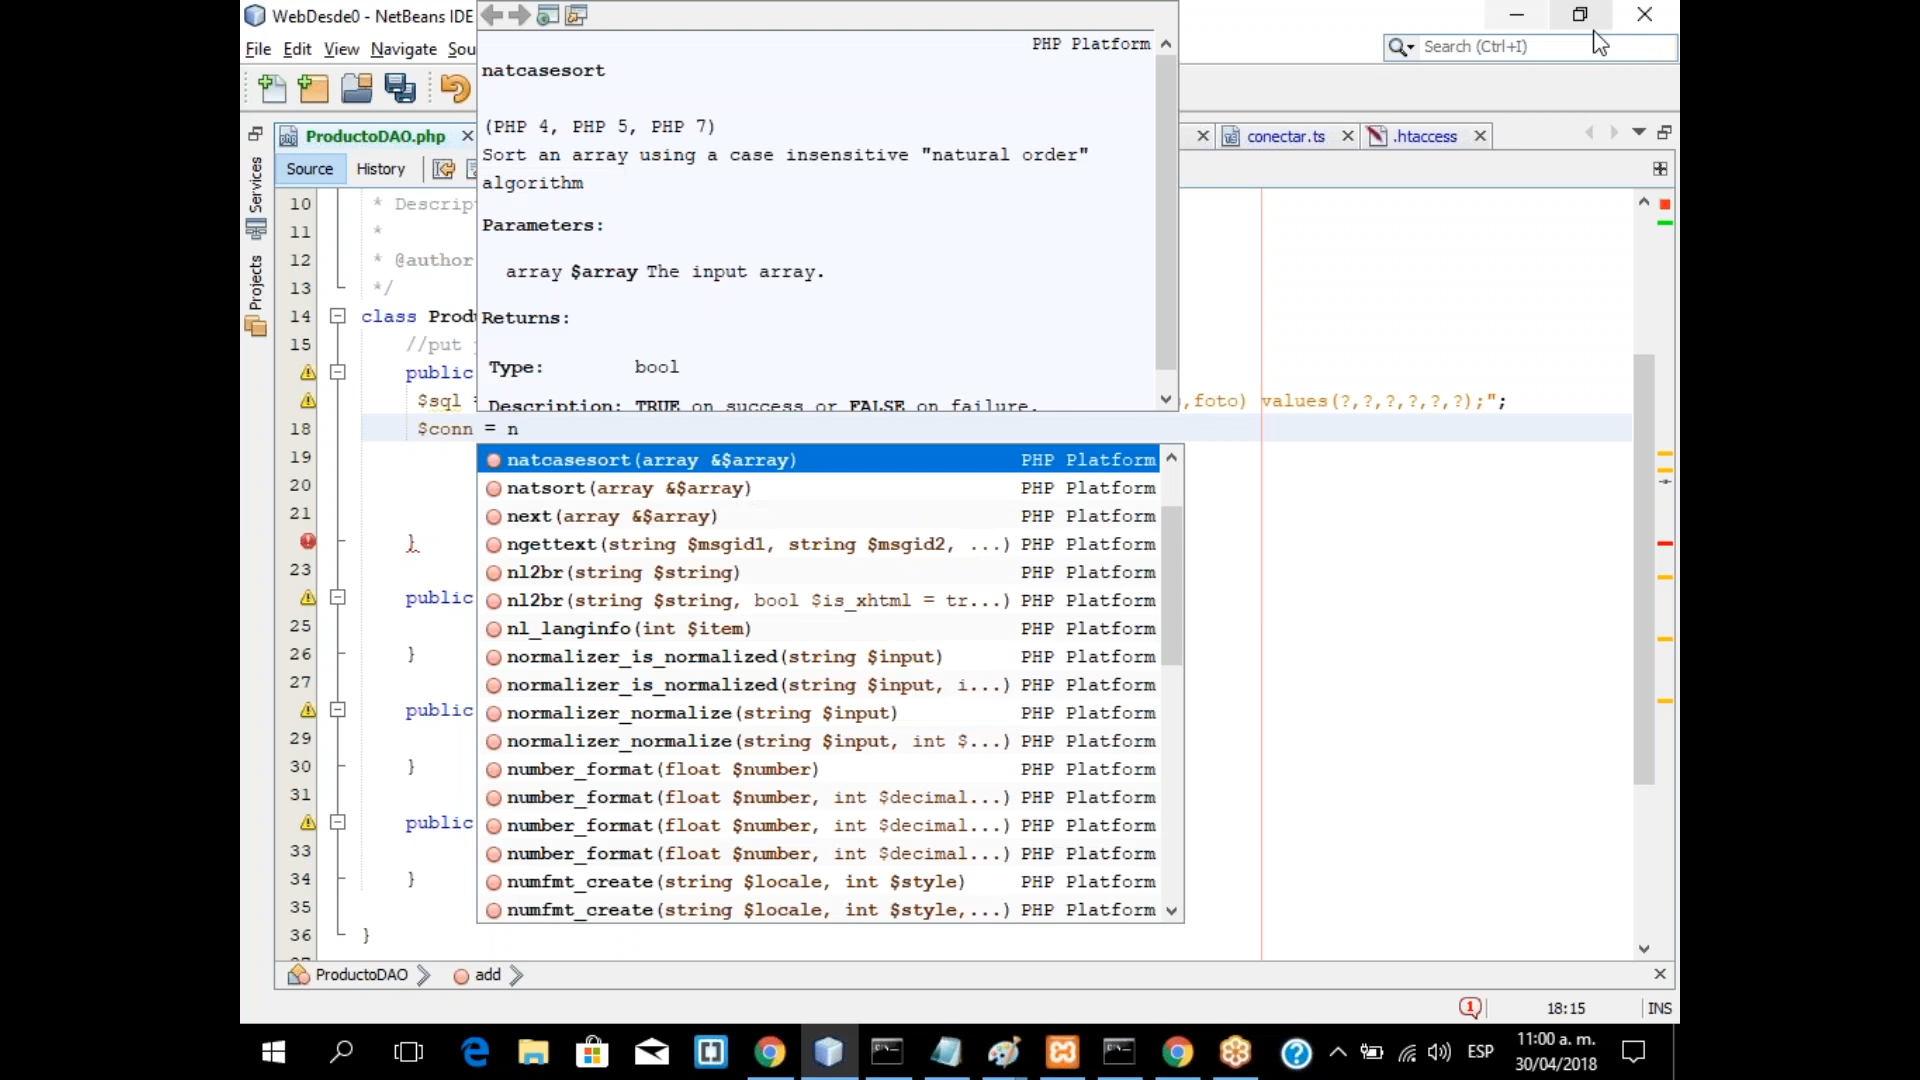 WebDesde0 - NetBeans IDE
File Edit View Navigate Sou
Search (Ctrl+I)
PHP Platform
natcasesort
(PHP 4, PHP 5, PHP 7)
Sort an array using a case insensitive "natural order"
algorithm
Parameters:
array $array The input array.
Returns:
Type: bool
Description: TRUE on success or FALSE on failure.
ProductoDAO.php
conectar.ts
.htaccess
Source History
Services
Projects
10 * Descrip
11 *
12 * @author
13 */
14 class Prod
15 //put
public
$sql ,foto) values(?,?,?,?,?,?);";
18 $conn = n
19
20
21
}
23
public
25
26 }
27
public
29
30 }
31
public
33
34 }
35
36 }
natcasesort(array &$array) PHP Platform
natsort(array &$array) PHP Platform
next(array &$array) PHP Platform
ngettext(string $msgid1, string $msgid2, ...) PHP Platform
nl2br(string $string) PHP Platform
nl2br(string $string, bool $is_xhtml = tr...) PHP Platform
nl_langinfo(int $item) PHP Platform
normalizer_is_normalized(string $input) PHP Platform
normalizer_is_normalized(string $input, i...) PHP Platform
normalizer_normalize(string $input) PHP Platform
normalizer_normalize(string $input, int $...) PHP Platform
number_format(float $number) PHP Platform
number_format(float $number, int $decimal...) PHP Platform
number_format(float $number, int $decimal...) PHP Platform
number_format(float $number, int $decimal...) PHP Platform
numfmt_create(string $locale, int $style) PHP Platform
numfmt_create(string $locale, int $style,...) PHP Platform
ProductoDAO add
1 18:15 INS
ESP
11:00 a. m.
30/04/2018